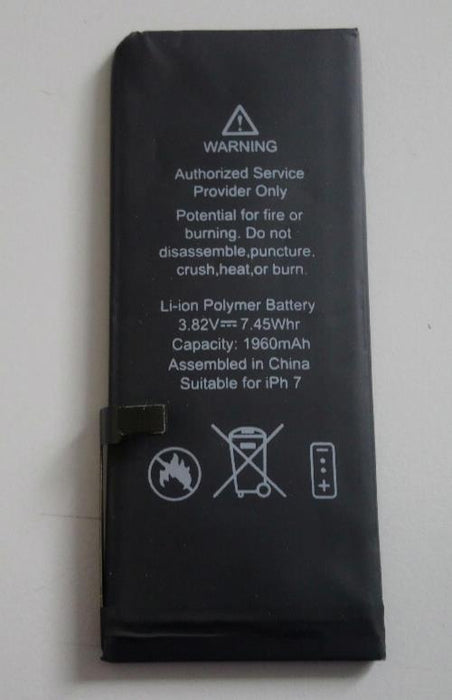 WARNING
Authorized Service
Provider Only
Potential for fire or
burning. Do not
disassemble,puncture,
crush,heat,or burn.
Li-ion Polymer Battery
3.82V⎓7.45Whr
Capacity: 1960mAh
Assembled in China
Suitable for iPh 7